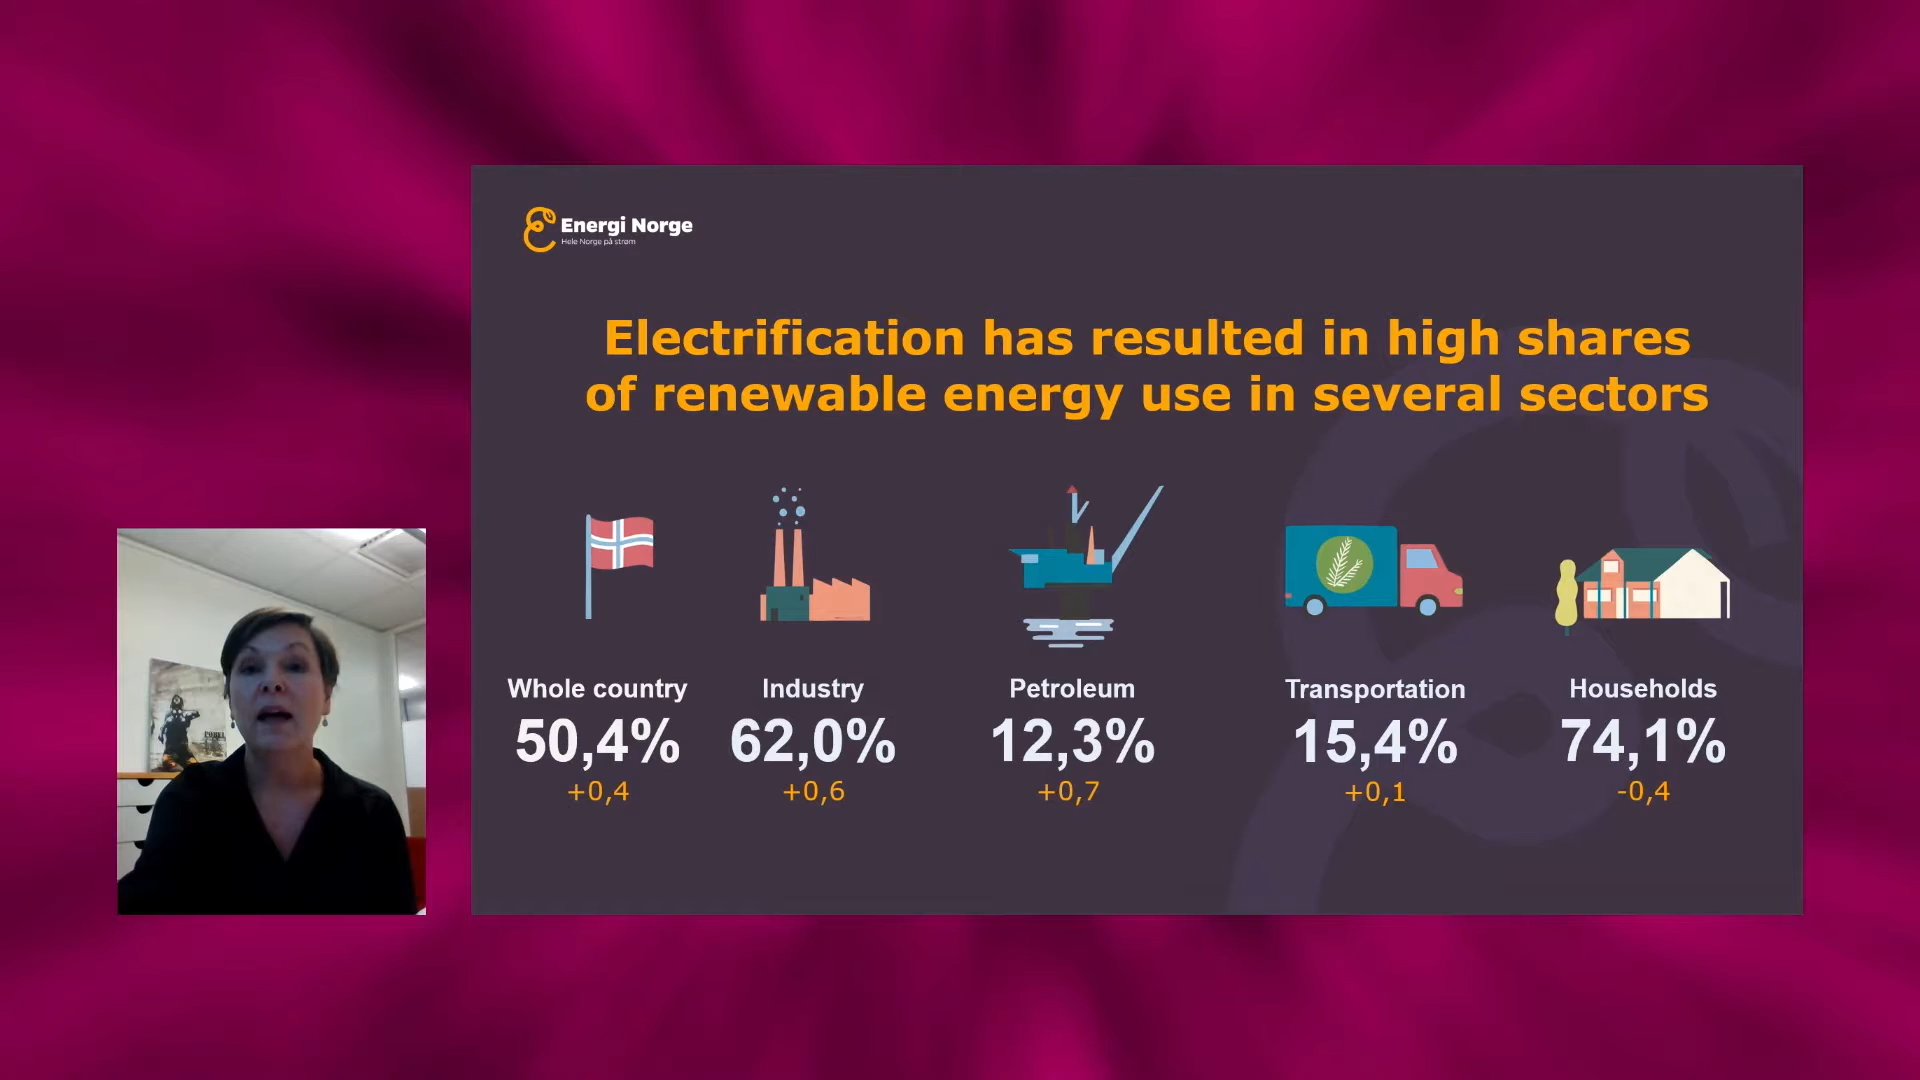 Energi Norge
Hele Norge på strøm
Electrification has resulted in high shares
of renewable energy use in several sectors
Whole country
50,4%
+0,4
Industry
62,0%
+0,6
Petroleum
12,3%
+0,7
Transportation
15,4%
+0,1
Households
74,1%
-0,4